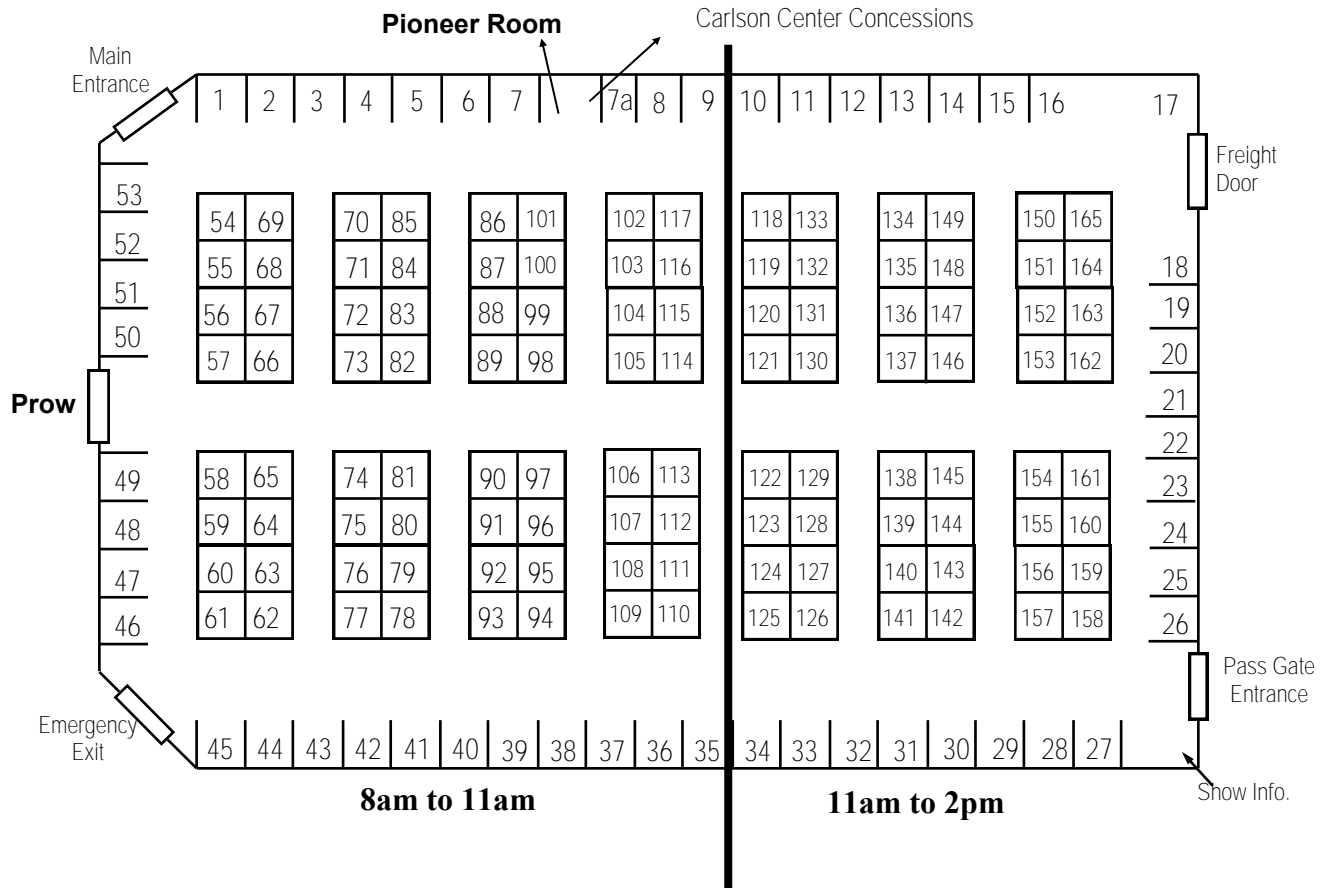 Pioneer Room
Carlson Center Concessions
Main
Entrance
1 2 3 4 5 6 7 7a 8 9 10 11 12 13 14 15 16 17
Freight
Door
53
52
51
50
54 69 70 85 86 101 102 117 118 133 134 149 150 165
55 68 71 84 87 100 103 116 119 132 135 148 151 164
56 67 72 83 88 99 104 115 120 131 136 147 152 163
57 66 73 82 89 98 105 114 121 130 137 146 153 162
18
19
20
21
22
23
24
25
26
Prow
49
48
47
46
58 65 74 81 90 97 106 113 122 129 138 145 154 161
59 64 75 80 91 96 107 112 123 128 139 144 155 160
60 63 76 79 92 95 108 111 124 127 140 143 156 159
61 62 77 78 93 94 109 110 125 126 141 142 157 158
Pass Gate
Entrance
Emergency
Exit
45 44 43 42 41 40 39 38 37 36 35 34 33 32 31 30 29 28 27
Show Info.
8am to 11am
11am to 2pm